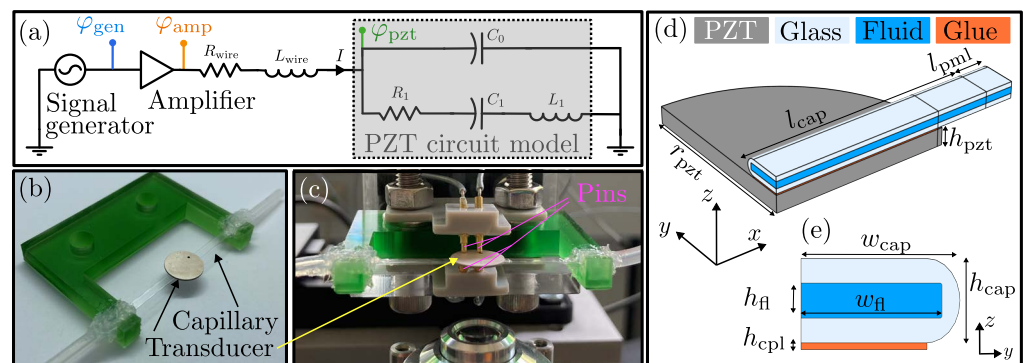 (a)
φgen
φamp
Rwire
Lwire
I
φpzt
C0
R1
C1
L1
Signal
generator
Amplifier
PZT circuit model
(b)
Capillary
Transducer
(c)
Pins
(d)
PZT
Glass
Fluid
Glue
lpml
lcap
hpzt
rpzt
z
y
x
(e)
wcap
hfl
wfl
hcap
hcpl
z
y